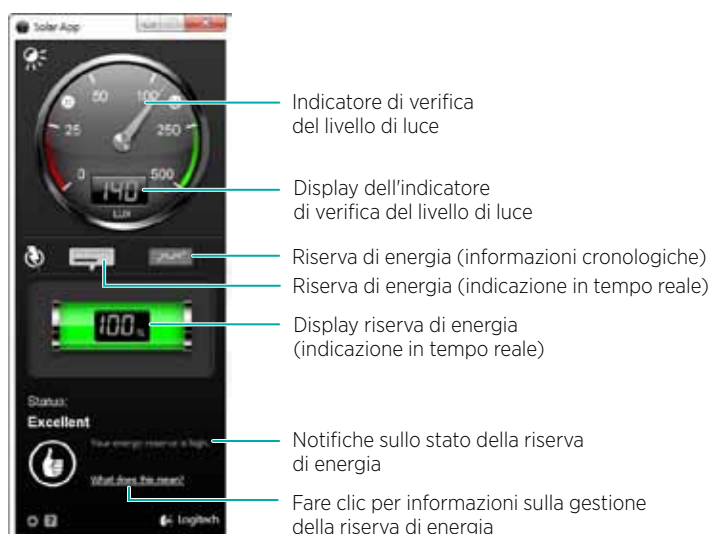 Solar App
50
100
25
250
0
500
140
LUX
100%
Status:
Excellent
Your energy reserve is high.
What does this mean?
Logitech
Indicatore di verifica
del livello di luce
Display dell'indicatore
di verifica del livello di luce
Riserva di energia (informazioni cronologiche)
Riserva di energia (indicazione in tempo reale)
Display riserva di energia
(indicazione in tempo reale)
Notifiche sullo stato della riserva
di energia
Fare clic per informazioni sulla gestione
della riserva di energia